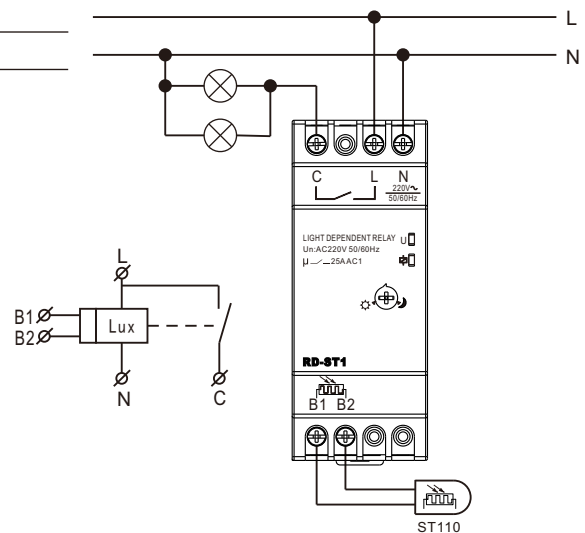 L
N
C L N
220V~
50/60Hz
LIGHT DEPENDENT RELAY U
Un:AC220V 50/60Hz
μ 25A AC1
RD-ST1
B1 B2
L
B1
B2
Lux
N C
ST110